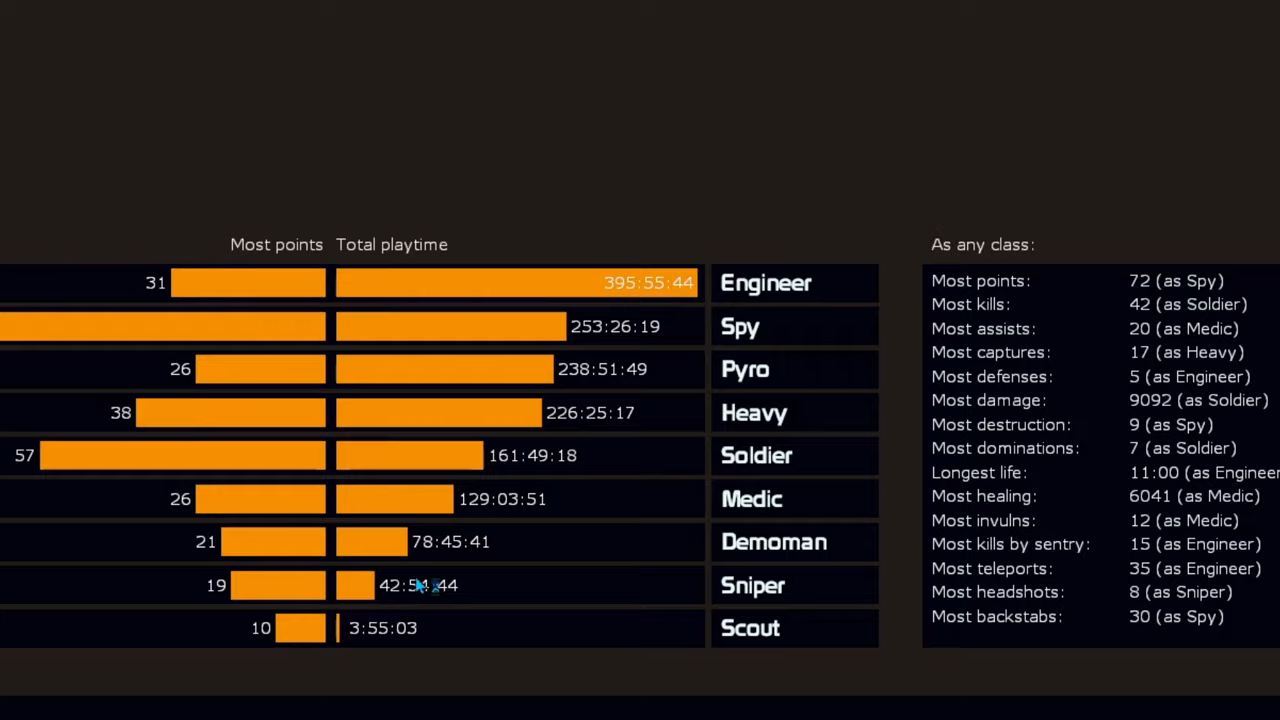 Most points Total playtime As any class:
31 395:55:44 Engineer
253:26:19 Spy
26 238:51:49 Pyro
38 226:25:17 Heavy
57 161:49:18 Soldier
26 129:03:51 Medic
21 78:45:41 Demoman
19 Sniper
10 3:55:03 Scout
Most points: 72 (as Spy)
Most kills: 42 (as Soldier)
Most assists: 20 (as Medic)
Most captures: 17 (as Heavy)
Most defenses: 5 (as Engineer)
Most damage: 9092 (as Soldier)
Most destruction: 9 (as Spy)
Most dominations: 7 (as Soldier)
Longest life: 11:00 (as Engineer
Most healing: 6041 (as Medic)
Most invulns: 12 (as Medic)
Most kills by sentry: 15 (as Engineer)
Most teleports: 35 (as Engineer)
Most headshots: 8 (as Sniper)
Most backstabs: 30 (as Spy)